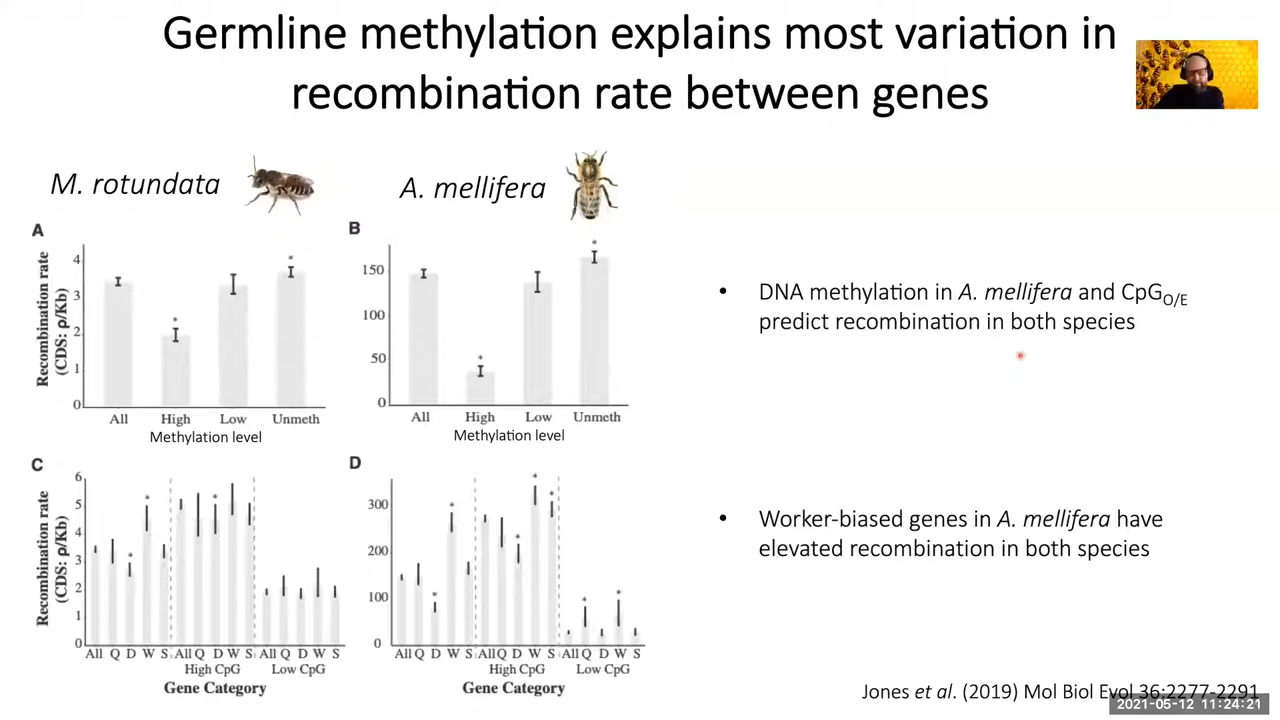 Germline methylation explains most variation in
recombination rate between genes
M. rotundata
A. mellifera
A
Recombination rate
(CDS: ρ/Kb)
4
3
2
1
0
*
*
All High Low Unmeth
Methylation level
B
150
100
50
0
*
*
All High Low Unmeth
Methylation level
• DNA methylation in A. mellifera and CpGO/E
predict recombination in both species
C
Recombination rate
(CDS: ρ/Kb)
6
5
4
3
2
1
0
*
*
*
All Q D W S All Q D W S All Q D W S
High CpG Low CpG
Gene Category
D
300
200
100
0
*
*
*
*
*
*
*
All Q D W S All Q D W S All Q D W S
High CpG Low CpG
Gene Category
• Worker-biased genes in A. mellifera have
elevated recombination in both species
Jones et al. (2019) Mol Biol Evol 36:2277-2291
2021-05-12 11:24:21